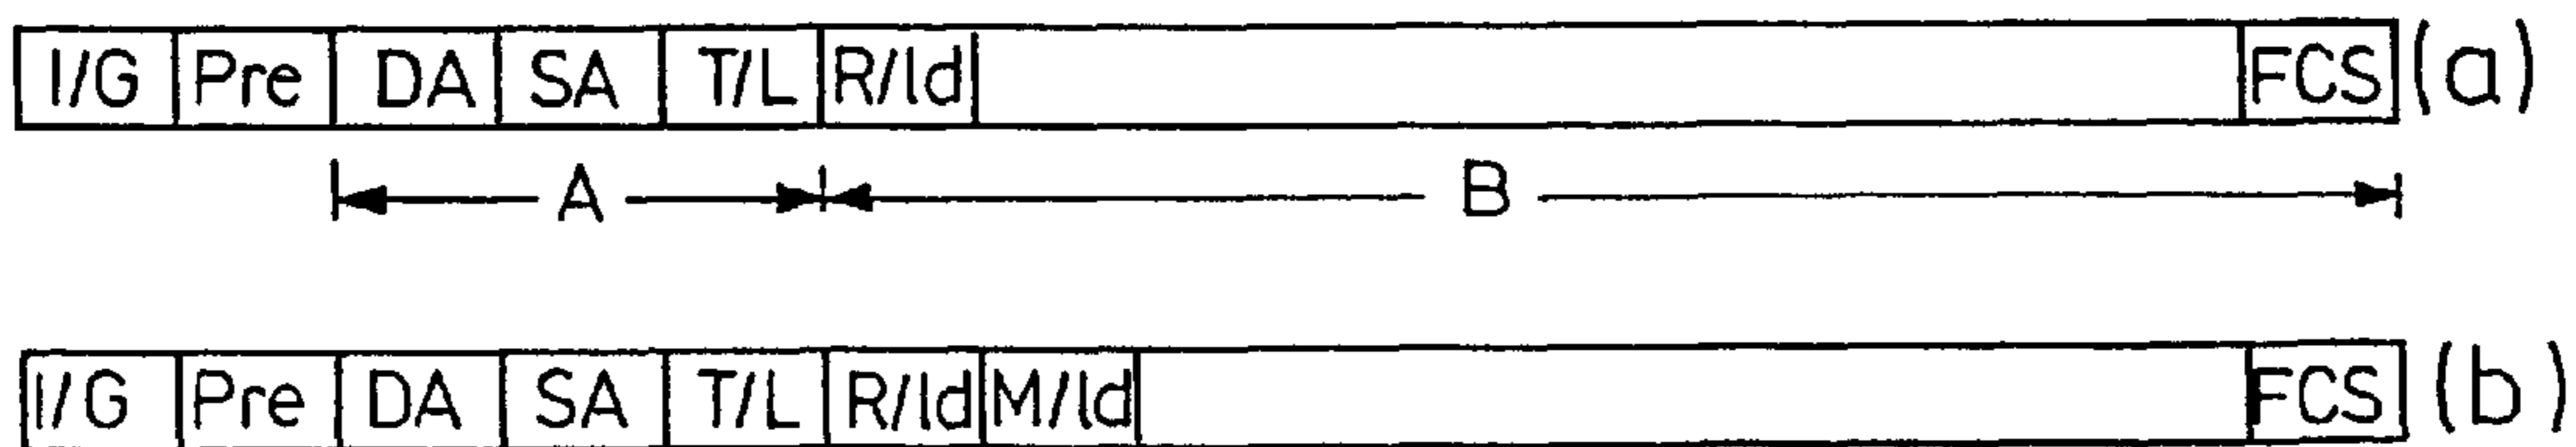 I/G Pre DA SA T/L R/Id FCS (a)
A B
I/G Pre DA SA T/L R/Id M/Id FCS (b)